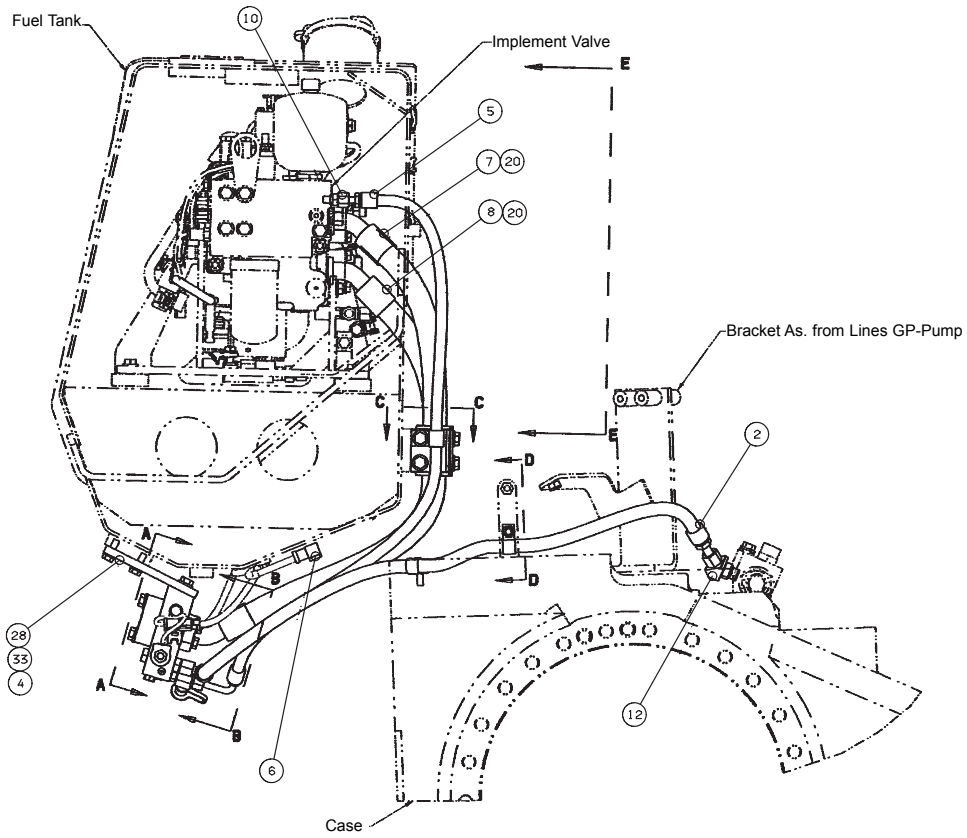 Fuel Tank
10
Implement Valve
E
5
7 20
8 20
Bracket As. from Lines GP-Pump
C C
E
2
D
A
B
D
28
33
4
A
12
B
6
Case